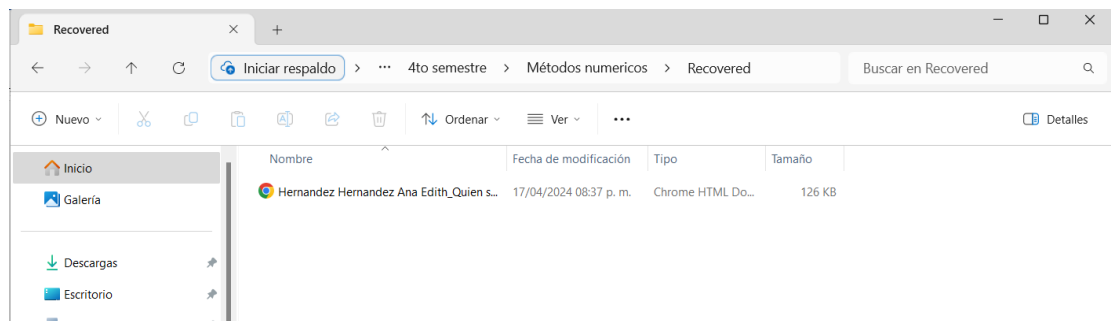 Recovered
Iniciar respaldo > ... 4to semestre > Métodos numericos > Recovered Buscar en Recovered
Nuevo Ordenar Ver ... Detalles
Inicio
Galería
Descargas
Escritorio
Nombre Fecha de modificación Tipo Tamaño
Hernandez Hernandez Ana Edith_Quien s... 17/04/2024 08:37 p. m. Chrome HTML Do... 126 KB